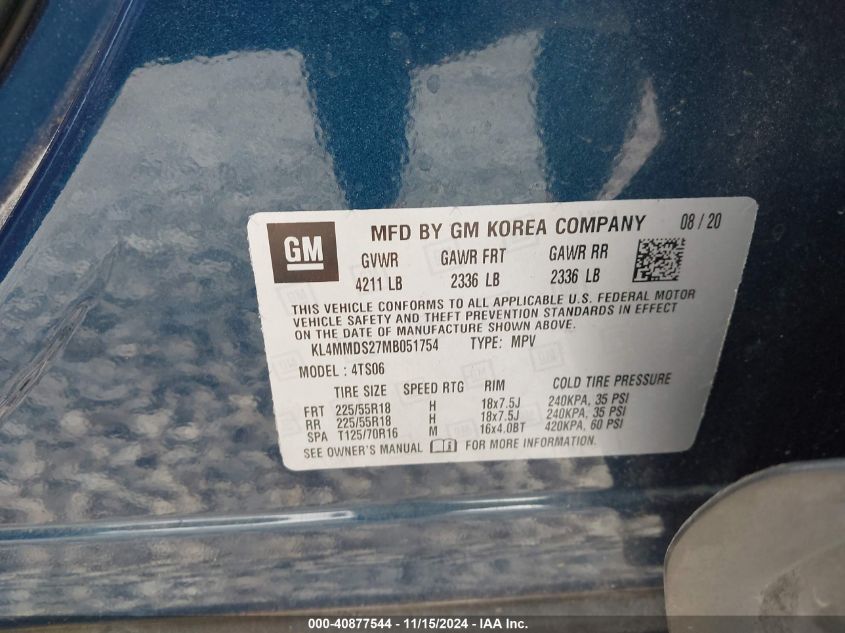 GM
MFD BY GM KOREA COMPANY 08 / 20
GVWR GAWR FRT GAWR RR
4211 LB 2336 LB 2336 LB
THIS VEHICLE CONFORMS TO ALL APPLICABLE U.S. FEDERAL MOTOR
VEHICLE SAFETY AND THEFT PREVENTION STANDARDS IN EFFECT
ON THE DATE OF MANUFACTURE SHOWN ABOVE.
KL4MMDS27MB051754 TYPE: MPV
MODEL : 4TS06
TIRE SIZE SPEED RTG RIM COLD TIRE PRESSURE
FRT 225/55R18 H 18x7.5J 240KPA, 35 PSI
RR 225/55R18 H 18x7.5J 240KPA, 35 PSI
SPA T125/70R16 M 16x4.0BT 420KPA, 60 PSI
SEE OWNER'S MANUAL FOR MORE INFORMATION.
000-40877544 - 11/15/2024 - IAA Inc.